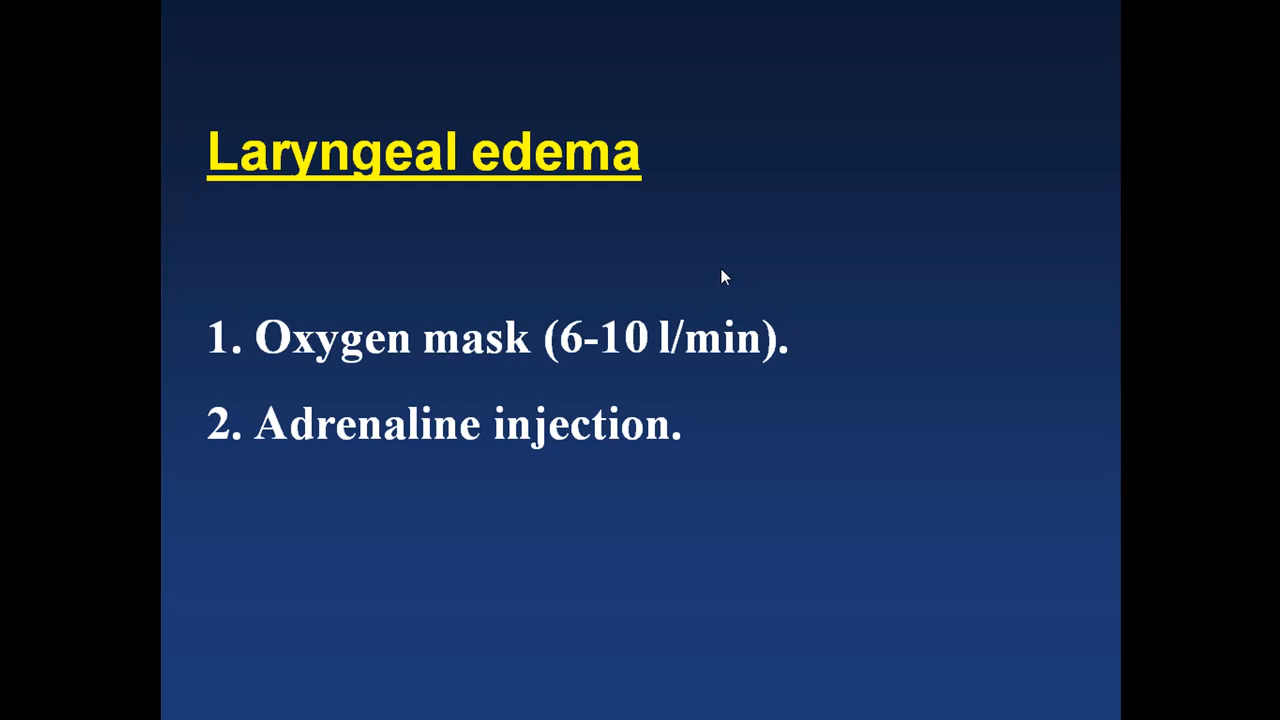 Laryngeal edema
1. Oxygen mask (6-10 l/min).
2. Adrenaline injection.